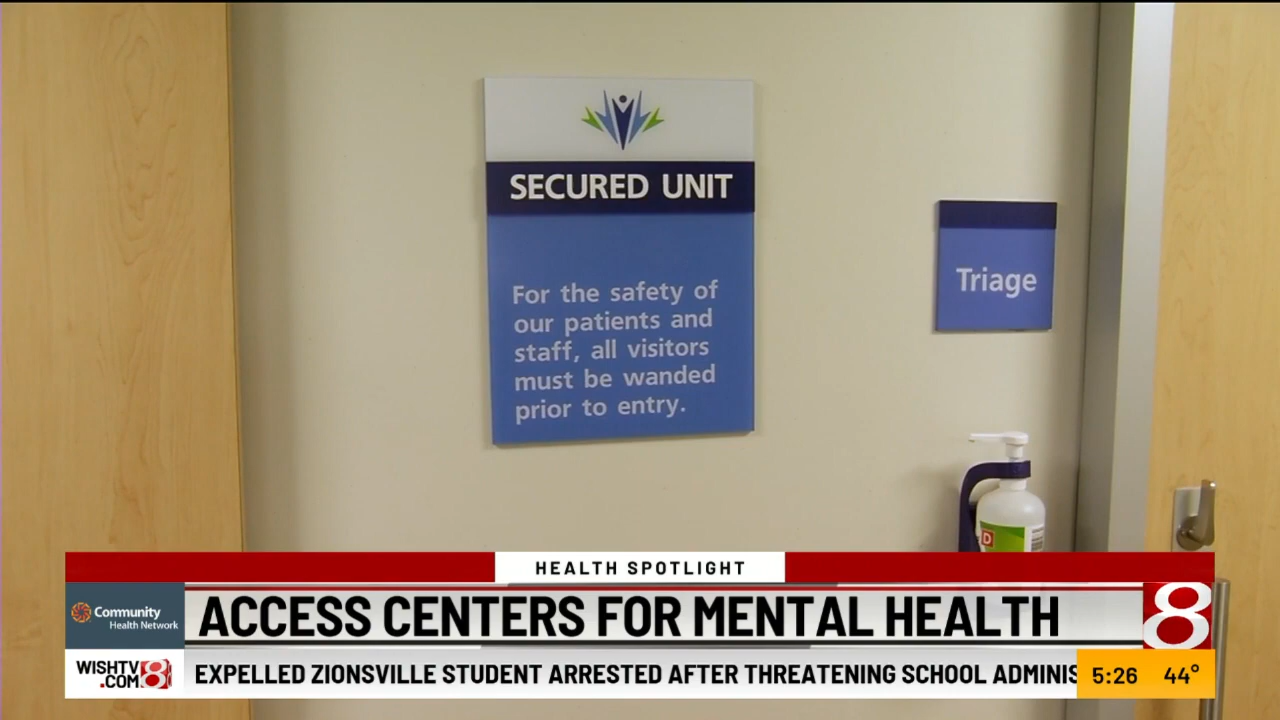 SECURED UNIT
For the safety of
our patients and
staff, all visitors
must be wanded
prior to entry.
Triage
D
HEALTH SPOTLIGHT
Community
Health Network
ACCESS CENTERS FOR MENTAL HEALTH
8
WISHTV
.COM 8
EXPELLED ZIONSVILLE STUDENT ARRESTED AFTER THREATENING SCHOOL ADMINIS
5:26 44°